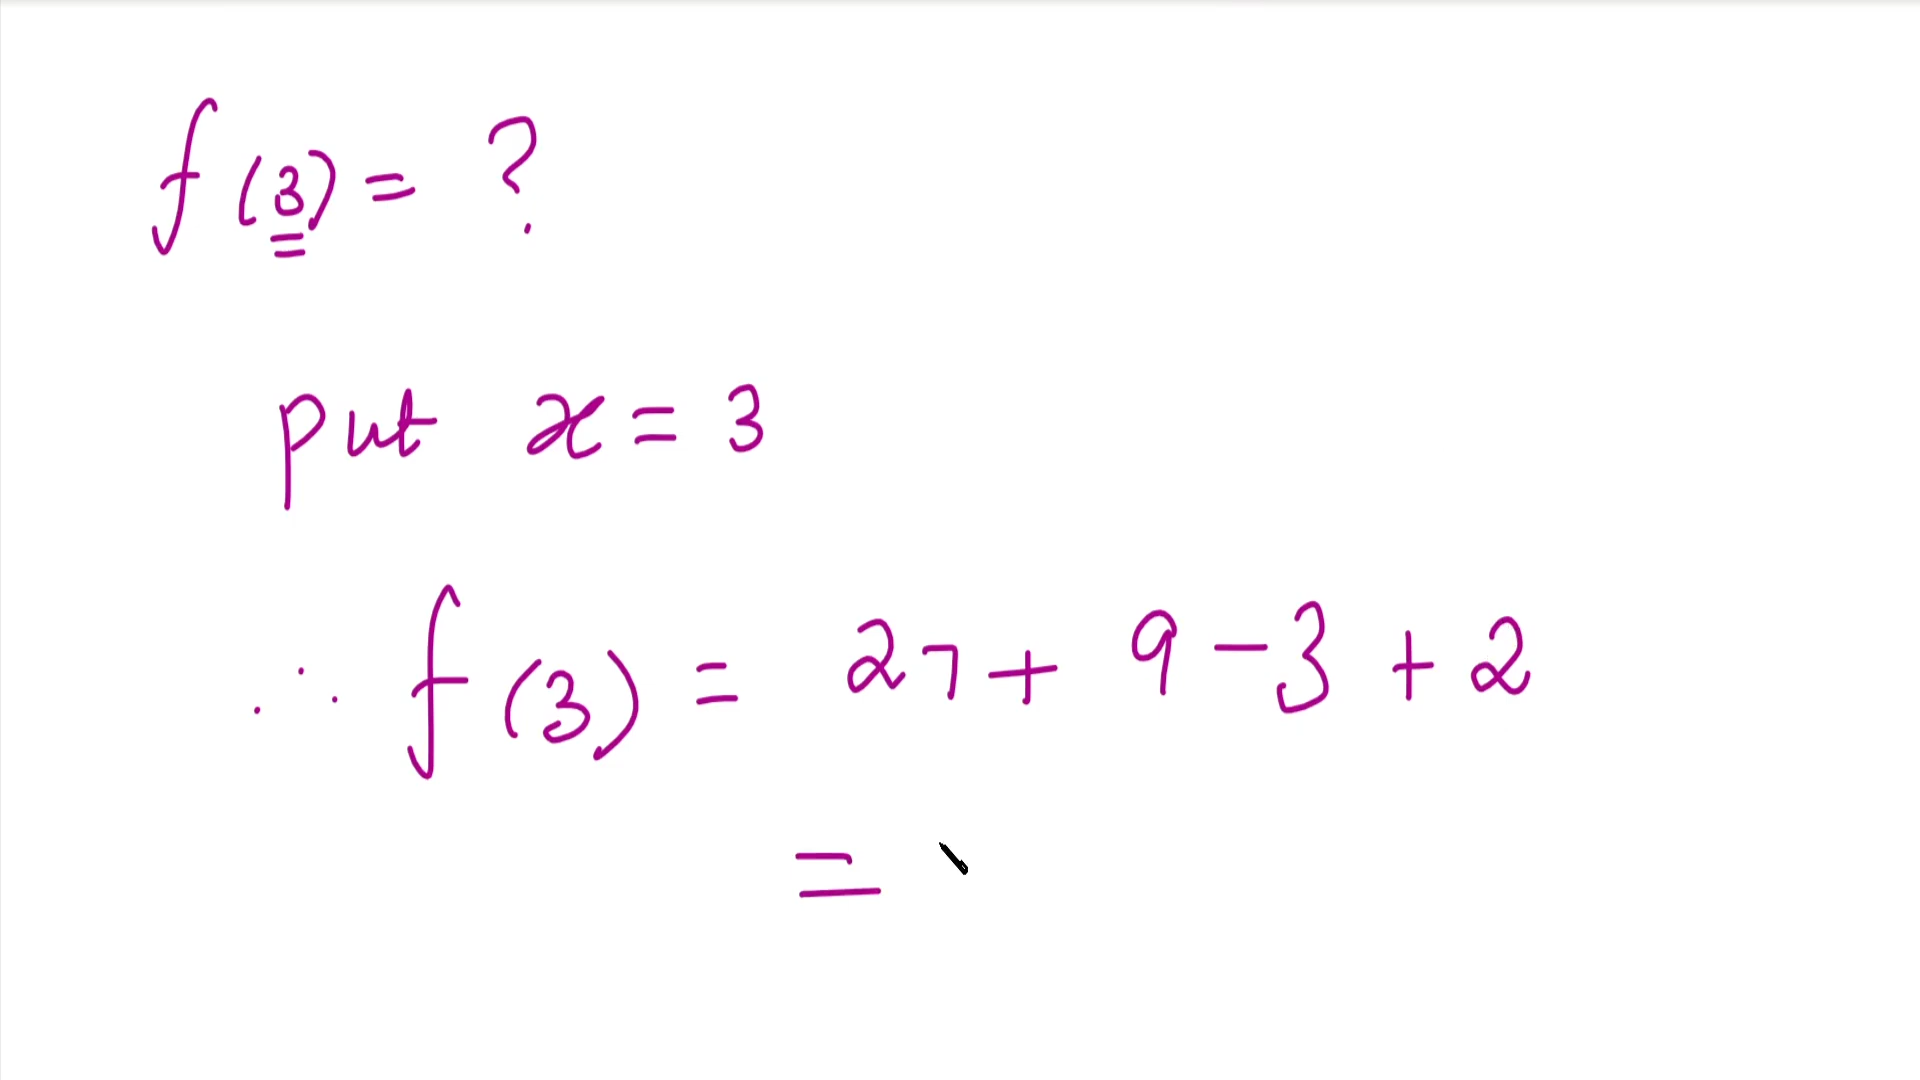 f(3) = ?
put x = 3
∴ f(3) = 27 + 9 - 3 + 2
=